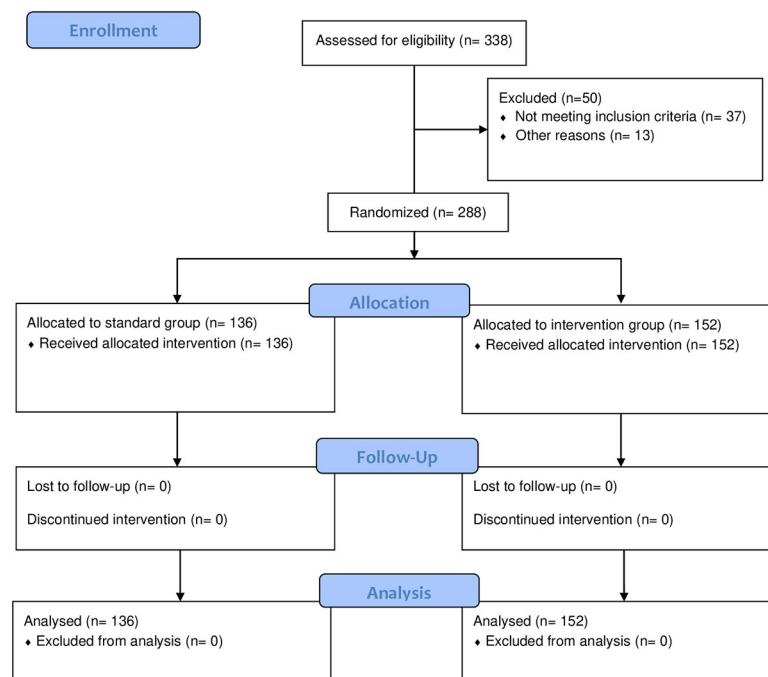 Enrollment
Assessed for eligibility (n= 338)
Excluded (n=50)
♦ Not meeting inclusion criteria (n= 37)
♦ Other reasons (n= 13)
Randomized (n= 288)
Allocation
Allocated to standard group (n= 136)
♦ Received allocated intervention (n= 136)
Allocated to intervention group (n= 152)
♦ Received allocated intervention (n= 152)
Follow-Up
Lost to follow-up (n= 0)
Discontinued intervention (n= 0)
Lost to follow-up (n= 0)
Discontinued intervention (n= 0)
Analysis
Analysed (n= 136)
♦ Excluded from analysis (n= 0)
Analysed (n= 152)
♦ Excluded from analysis (n= 0)